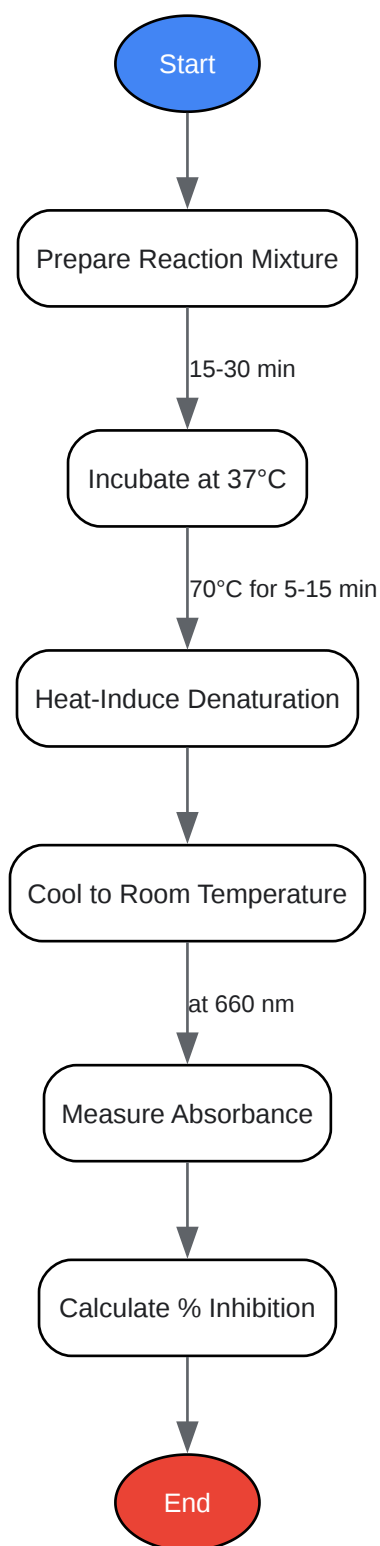 Start
Prepare Reaction Mixture
15-30 min
Incubate at 37°C
70°C for 5-15 min
Heat-Induce Denaturation
Cool to Room Temperature
at 660 nm
Measure Absorbance
Calculate % Inhibition
End